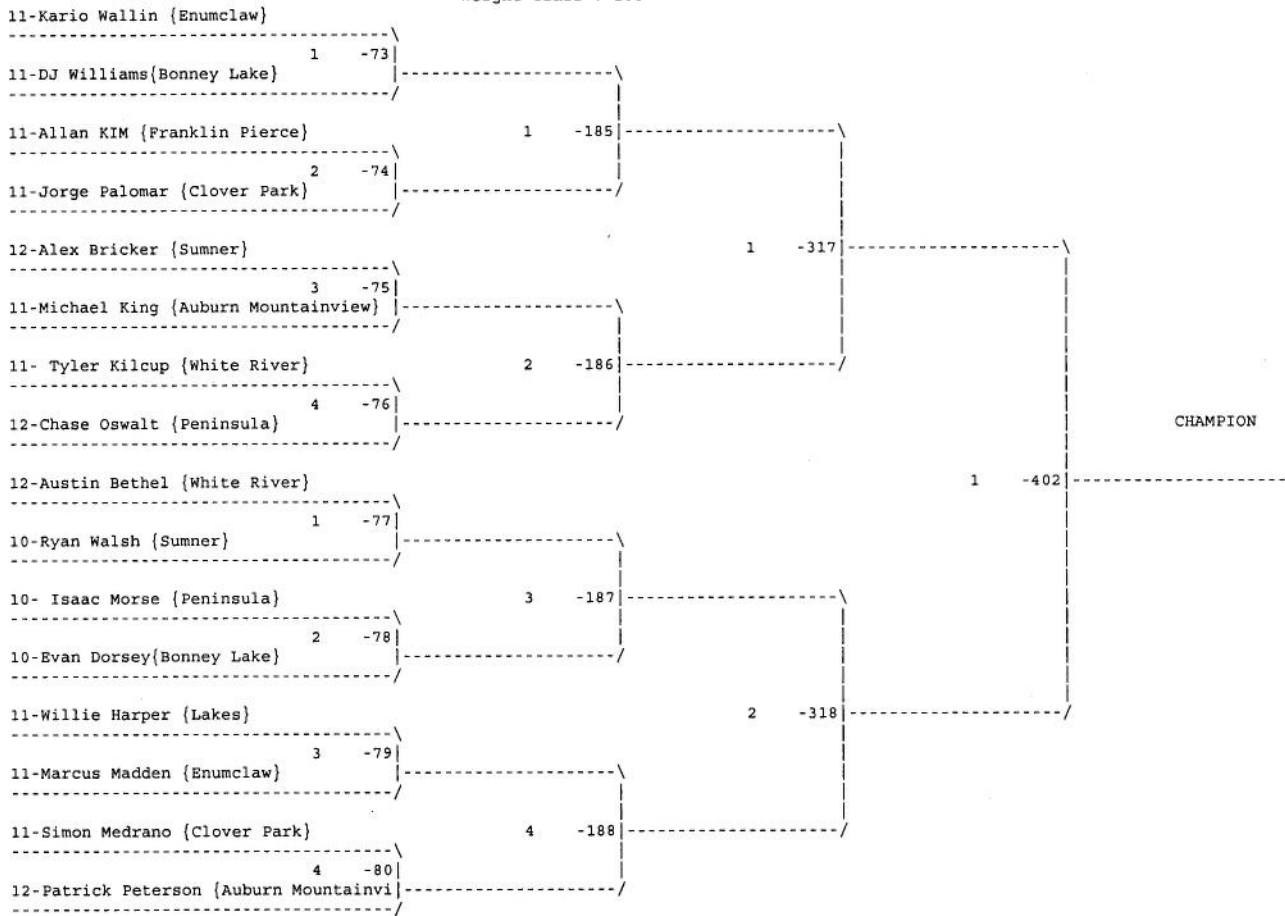 11-Kario Wallin {Enumclaw}
1 -73
11-DJ Williams{Bonney Lake}
11-Allan KIM {Franklin Pierce}
1 -185
2 -74
11-Jorge Palomar {Clover Park}
12-Alex Bricker {Sumner}
1 -317
3 -75
11-Michael King {Auburn Mountainview}
11- Tyler Kilcup {White River}
2 -186
4 -76
12-Chase Oswalt {Peninsula}
CHAMPION
12-Austin Bethel {White River}
1 -402
1 -77
10-Ryan Walsh {Sumner}
10- Isaac Morse {Peninsula}
3 -187
2 -78
10-Evan Dorsey{Bonney Lake}
11-Willie Harper {Lakes}
2 -318
3 -79
11-Marcus Madden {Enumclaw}
11-Simon Medrano {Clover Park}
4 -188
4 -80
12-Patrick Peterson {Auburn Mountainvi